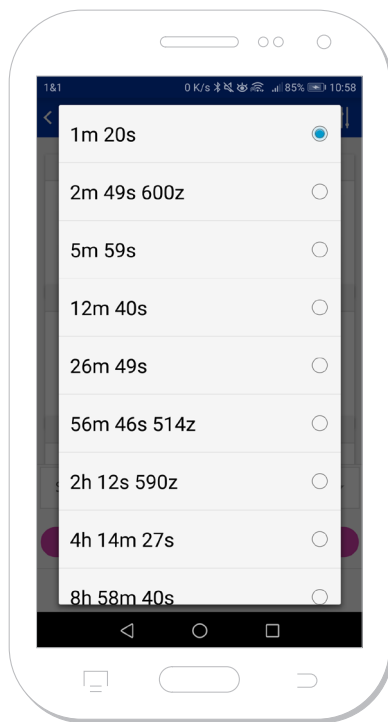 1&1 0 K/s 85% 10:58
1m 20s
2m 49s 600z
5m 59s
12m 40s
26m 49s
56m 46s 514z
2h 12s 590z
4h 14m 27s
8h 58m 40s